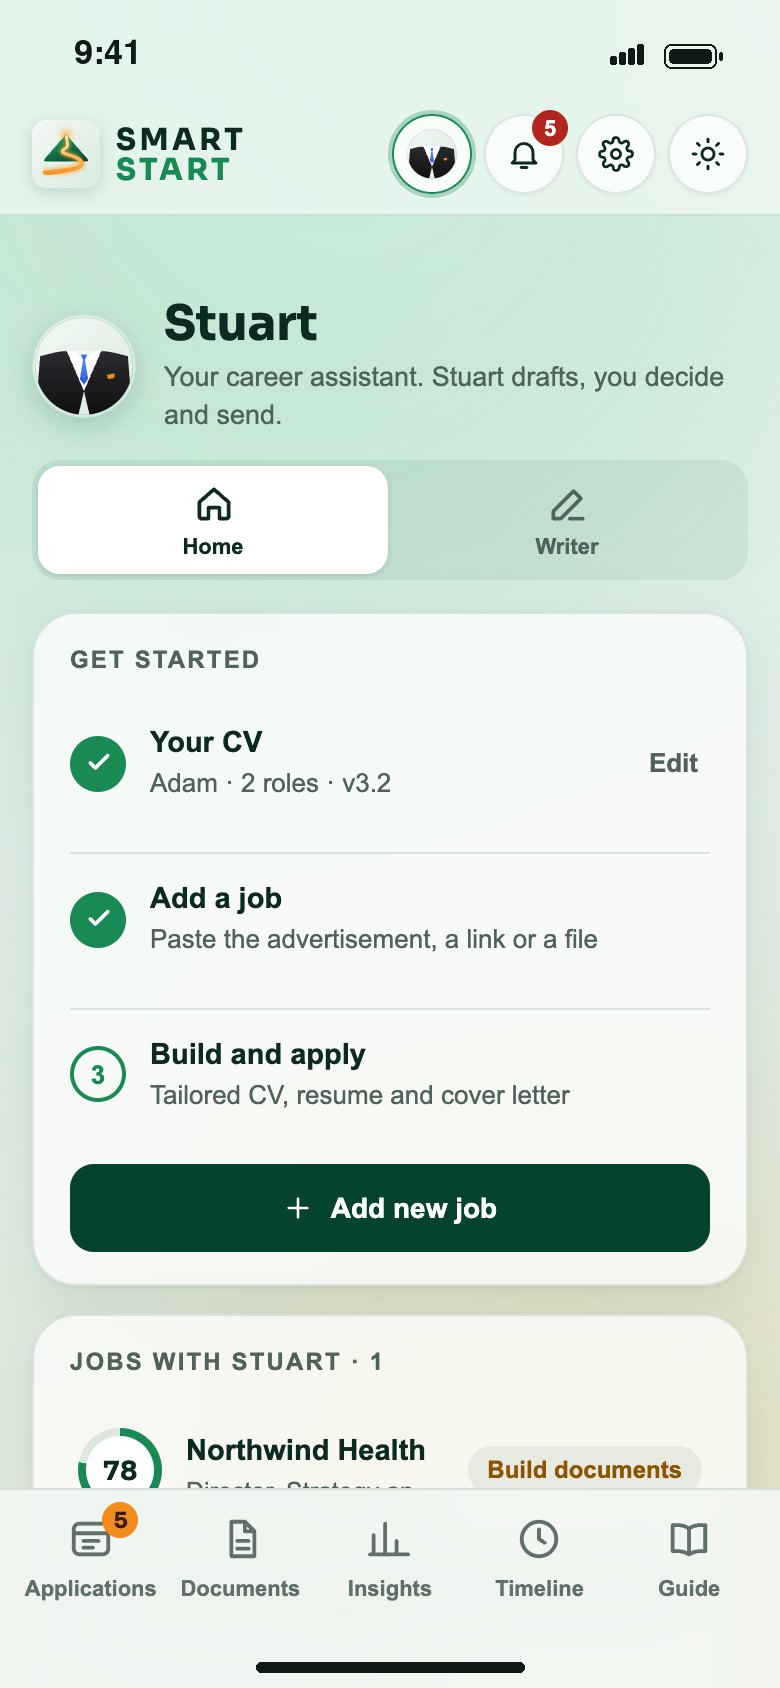 9:41
SMART
START
5
Stuart
Your career assistant. Stuart drafts, you decide
and send.
Home
Writer
GET STARTED
Your CV
Adam · 2 roles · v3.2
Edit
Add a job
Paste the advertisement, a link or a file
3
Build and apply
Tailored CV, resume and cover letter
+ Add new job
JOBS WITH STUART · 1
78
Northwind Health
Build documents
Director, Strategy an
5
Applications
Documents
Insights
Timeline
Guide